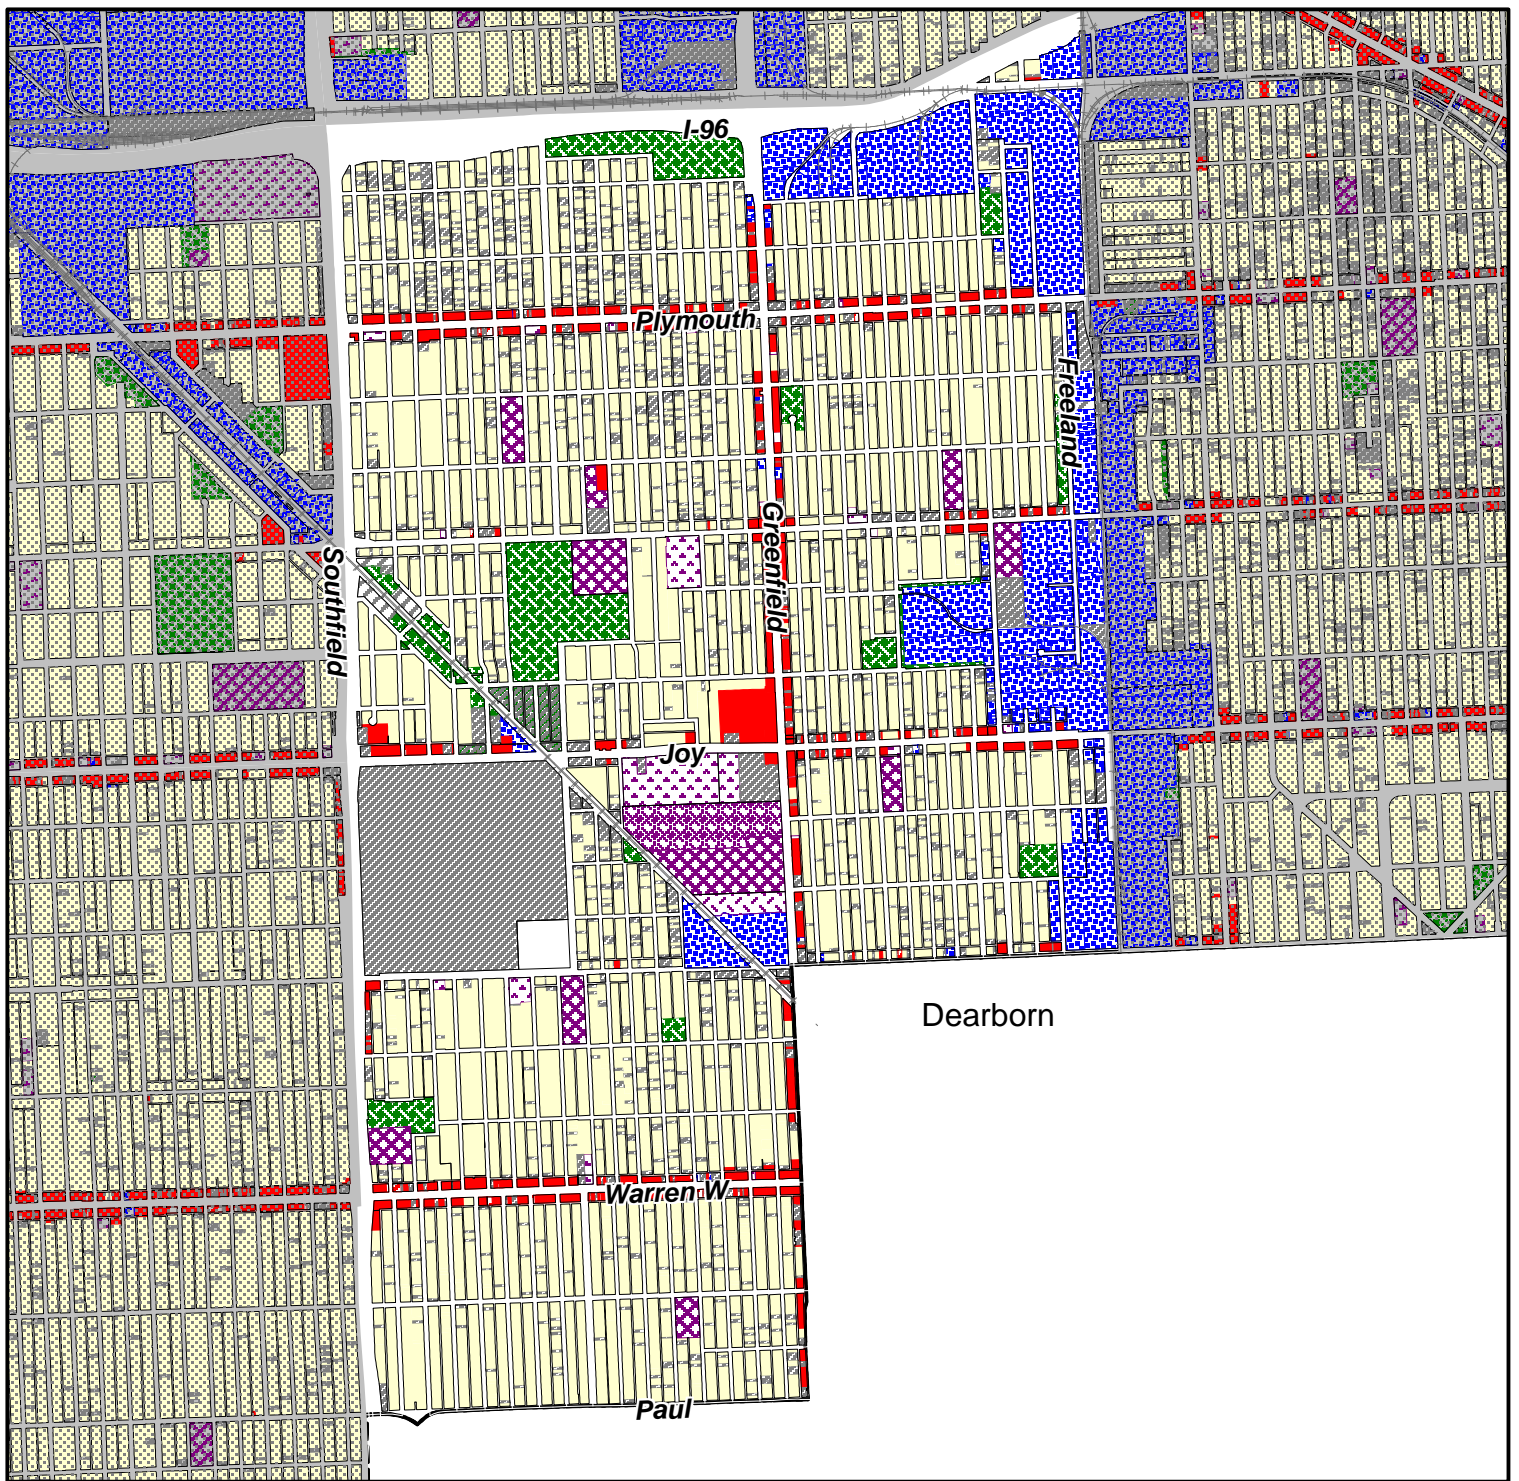 I-96
Plymouth
Freeland
Greenfield
Southfield
Joy
Dearborn
Warren W
Paul